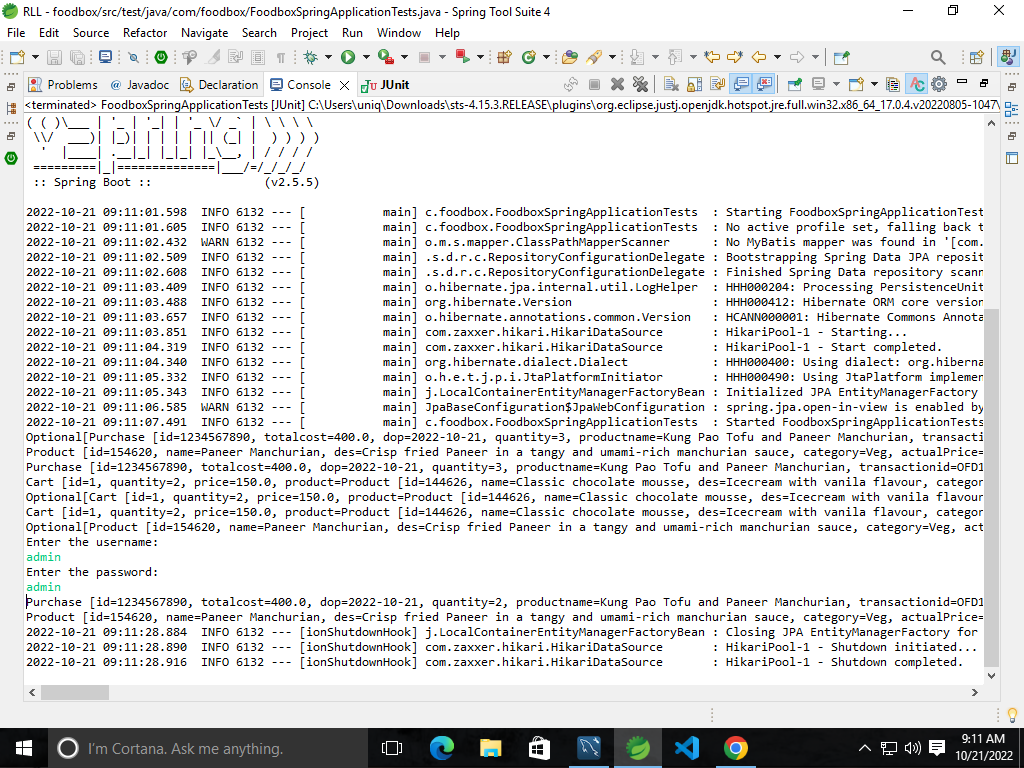 RLL - foodbox/src/test/java/com/foodbox/FoodboxSpringApplicationTests.java - Spring Tool Suite 4
File Edit Source Refactor Navigate Search Project Run Window Help
Problems @ Javadoc Declaration Console JUnit
<terminated> FoodboxSpringApplicationTests [JUnit] C:\Users\uniq\Downloads\sts-4.15.3.RELEASE\plugins\org.eclipse.justj.openjdk.hotspot.jre.full.win32.x86_64_17.0.4.v20220805-1047\
( ( )\___ | '_ | '_| | '_ \/ _` | \ \ \ \
 \\/  ___)| |_)| | | | | || (_| |  ) ) ) )
  '  |____| .__|_| |_|_| |_\__, | / / / /
 =========|_|==============|___/=/_/_/_/
 :: Spring Boot ::                (v2.5.5)
2022-10-21 09:11:01.598  INFO 6132 --- [           main] c.foodbox.FoodboxSpringApplicationTests  : Starting FoodboxSpringApplicationTest
2022-10-21 09:11:01.605  INFO 6132 --- [           main] c.foodbox.FoodboxSpringApplicationTests  : No active profile set, falling back t
2022-10-21 09:11:02.432  WARN 6132 --- [           main] o.m.s.mapper.ClassPathMapperScanner      : No MyBatis mapper was found in '[com.
2022-10-21 09:11:02.509  INFO 6132 --- [           main] .s.d.r.c.RepositoryConfigurationDelegate : Bootstrapping Spring Data JPA reposit
2022-10-21 09:11:02.608  INFO 6132 --- [           main] .s.d.r.c.RepositoryConfigurationDelegate : Finished Spring Data repository scann
2022-10-21 09:11:03.409  INFO 6132 --- [           main] o.hibernate.jpa.internal.util.LogHelper  : HHH000204: Processing PersistenceUnit
2022-10-21 09:11:03.488  INFO 6132 --- [           main] org.hibernate.Version                    : HHH000412: Hibernate ORM core version
2022-10-21 09:11:03.657  INFO 6132 --- [           main] o.hibernate.annotations.common.Version   : HCANN000001: Hibernate Commons Annota
2022-10-21 09:11:03.851  INFO 6132 --- [           main] com.zaxxer.hikari.HikariDataSource       : HikariPool-1 - Starting...
2022-10-21 09:11:04.319  INFO 6132 --- [           main] com.zaxxer.hikari.HikariDataSource       : HikariPool-1 - Start completed.
2022-10-21 09:11:04.340  INFO 6132 --- [           main] org.hibernate.dialect.Dialect            : HHH000400: Using dialect: org.hiberna
2022-10-21 09:11:05.332  INFO 6132 --- [           main] o.h.e.t.j.p.i.JtaPlatformInitiator       : HHH000490: Using JtaPlatform implemen
2022-10-21 09:11:05.343  INFO 6132 --- [           main] j.LocalContainerEntityManagerFactoryBean : Initialized JPA EntityManagerFactory
2022-10-21 09:11:06.585  WARN 6132 --- [           main] JpaBaseConfiguration$JpaWebConfiguration : spring.jpa.open-in-view is enabled by
2022-10-21 09:11:07.491  INFO 6132 --- [           main] c.foodbox.FoodboxSpringApplicationTests  : Started FoodboxSpringApplicationTests
Optional[Purchase [id=1234567890, totalcost=400.0, dop=2022-10-21, quantity=3, productname=Kung Pao Tofu and Paneer Manchurian, transacti
Product [id=154620, name=Paneer Manchurian, des=Crisp fried Paneer in a tangy and umami-rich manchurian sauce, category=Veg, actualPrice=
Purchase [id=1234567890, totalcost=400.0, dop=2022-10-21, quantity=3, productname=Kung Pao Tofu and Paneer Manchurian, transactionid=OFD1
Cart [id=1, quantity=2, price=150.0, product=Product [id=144626, name=Classic chocolate mousse, des=Icecream with vanila flavour, categor
Optional[Cart [id=1, quantity=2, price=150.0, product=Product [id=144626, name=Classic chocolate mousse, des=Icecream with vanila flavour
Cart [id=1, quantity=2, price=150.0, product=Product [id=144626, name=Classic chocolate mousse, des=Icecream with vanila flavour, categor
Optional[Product [id=154620, name=Paneer Manchurian, des=Crisp fried Paneer in a tangy and umami-rich manchurian sauce, category=Veg, act
Enter the username:
admin
Enter the password:
admin
Purchase [id=1234567890, totalcost=400.0, dop=2022-10-21, quantity=2, productname=Kung Pao Tofu and Paneer Manchurian, transactionid=OFD1
Product [id=154620, name=Paneer Manchurian, des=Crisp fried Paneer in a tangy and umami-rich manchurian sauce, category=Veg, actualPrice=
2022-10-21 09:11:28.884  INFO 6132 --- [ionShutdownHook] j.LocalContainerEntityManagerFactoryBean : Closing JPA EntityManagerFactory for
2022-10-21 09:11:28.890  INFO 6132 --- [ionShutdownHook] com.zaxxer.hikari.HikariDataSource       : HikariPool-1 - Shutdown initiated...
2022-10-21 09:11:28.916  INFO 6132 --- [ionShutdownHook] com.zaxxer.hikari.HikariDataSource       : HikariPool-1 - Shutdown completed.
I'm Cortana. Ask me anything.
9:11 AM
10/21/2022